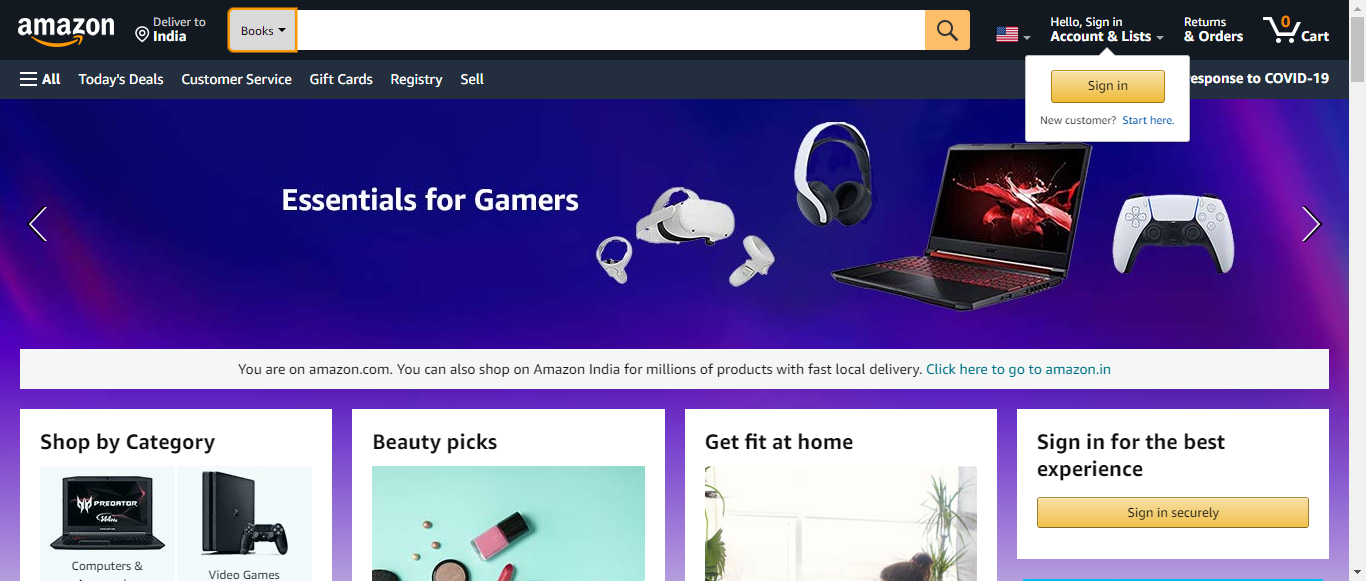 amazon
Deliver to
India
Books
Hello, Sign in
Account & Lists
Returns
& Orders
0
Cart
All
Today's Deals
Customer Service
Gift Cards
Registry
Sell
response to COVID-19
Sign in
New customer? Start here.
Essentials for Gamers
You are on amazon.com. You can also shop on Amazon India for millions of products with fast local delivery. Click here to go to amazon.in
Shop by Category
PREDATOR
Computers &
Video Games
Beauty picks
Get fit at home
Sign in for the best
experience
Sign in securely